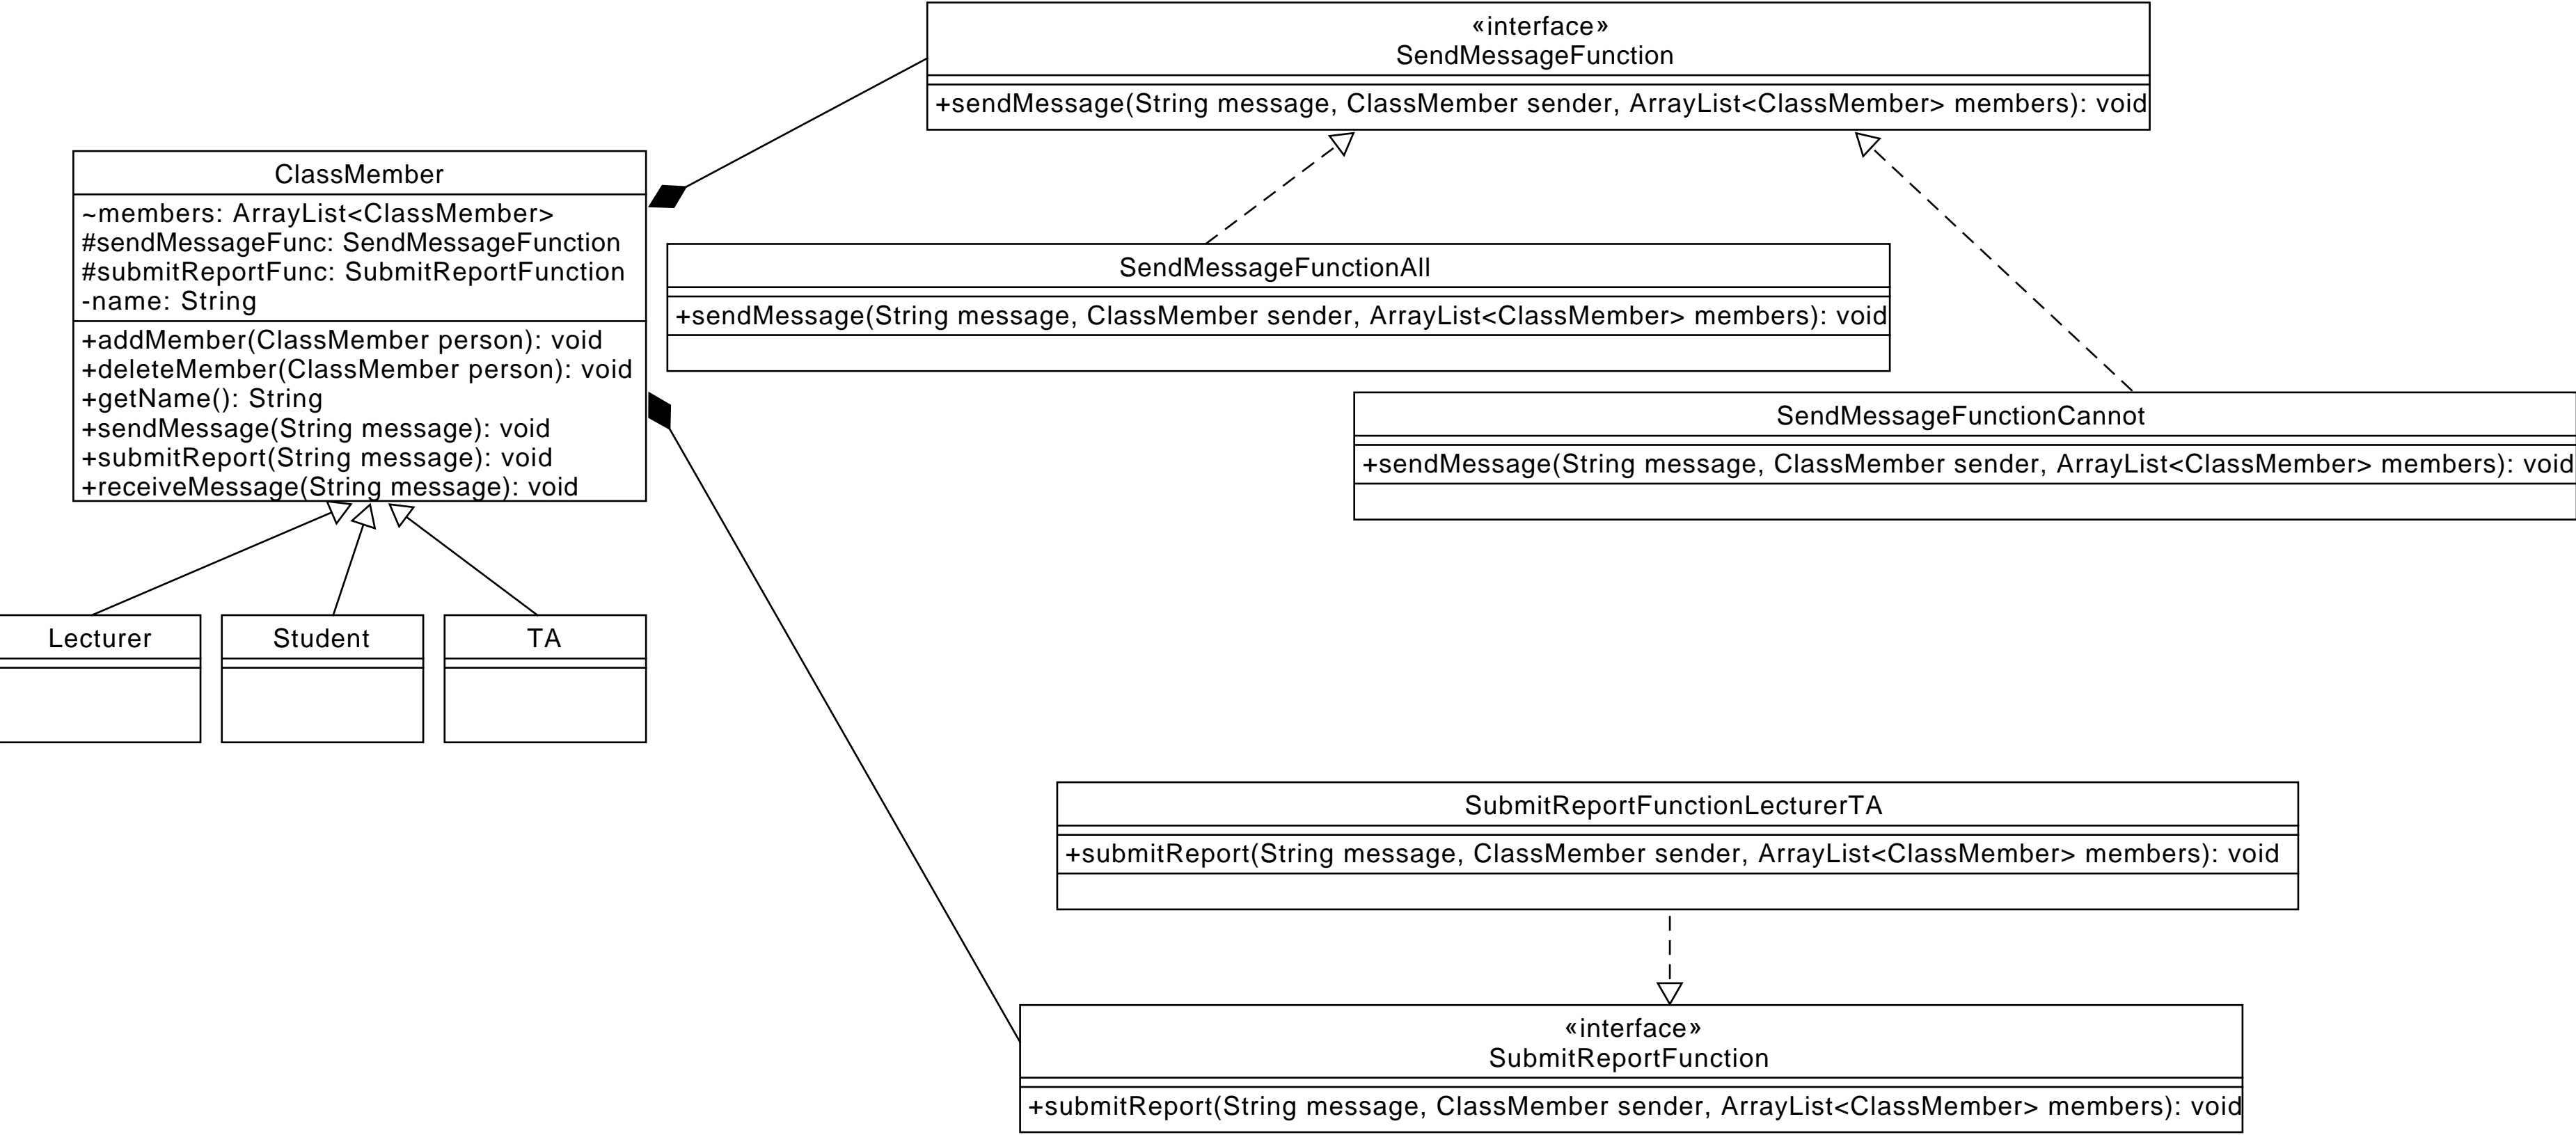 «interface»
SendMessageFunction
+sendMessage(String message, ClassMember sender, ArrayList<ClassMember> members): void
ClassMember
~members: ArrayList<ClassMember>
#sendMessageFunc: SendMessageFunction
#submitReportFunc: SubmitReportFunction
-name: String
+addMember(ClassMember person): void
+deleteMember(ClassMember person): void
+getName(): String
+sendMessage(String message): void
+submitReport(String message): void
+receiveMessage(String message): void
SendMessageFunctionAll
+sendMessage(String message, ClassMember sender, ArrayList<ClassMember> members): void
SendMessageFunctionCannot
+sendMessage(String message, ClassMember sender, ArrayList<ClassMember> members): void
Lecturer
Student
TA
SubmitReportFunctionLecturerTA
+submitReport(String message, ClassMember sender, ArrayList<ClassMember> members): void
«interface»
SubmitReportFunction
+submitReport(String message, ClassMember sender, ArrayList<ClassMember> members): void